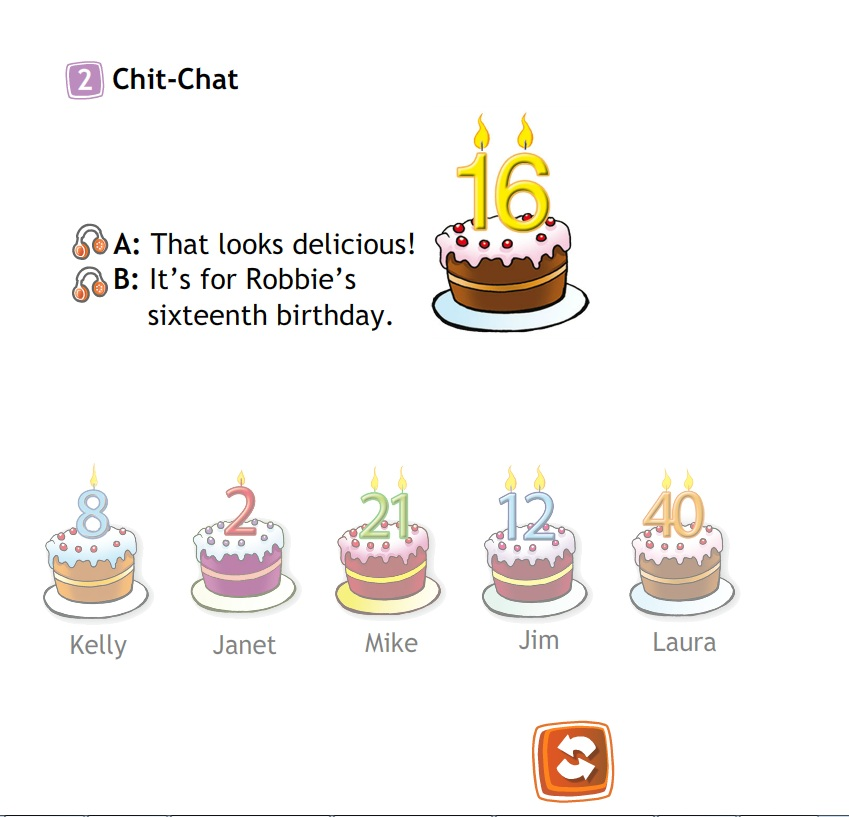 2 Chit-Chat
16
A: That looks delicious!
B: It's for Robbie's
sixteenth birthday.
8 2 21 12 40
Kelly Janet Mike Jim Laura